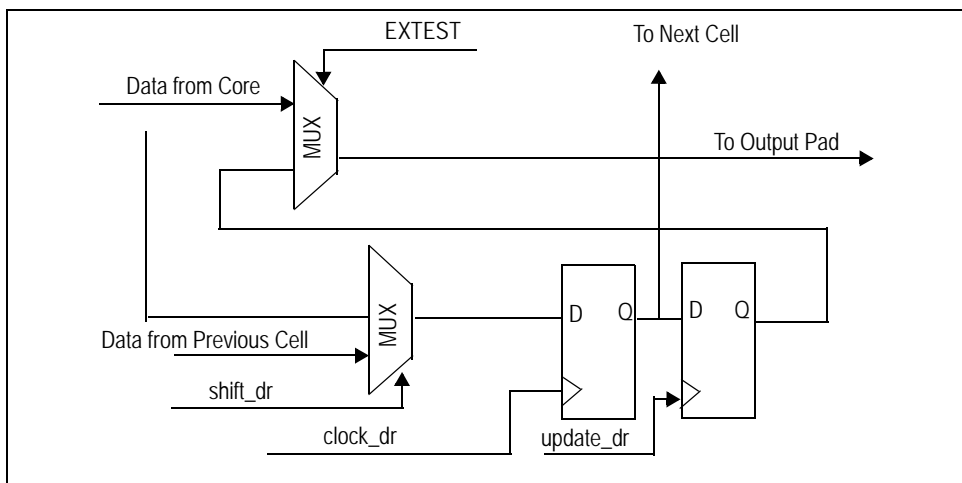 EXTEST
To Next Cell
Data from Core
MUX
To Output Pad
MUX
D Q
D Q
Data from Previous Cell
shift_dr
clock_dr
update_dr